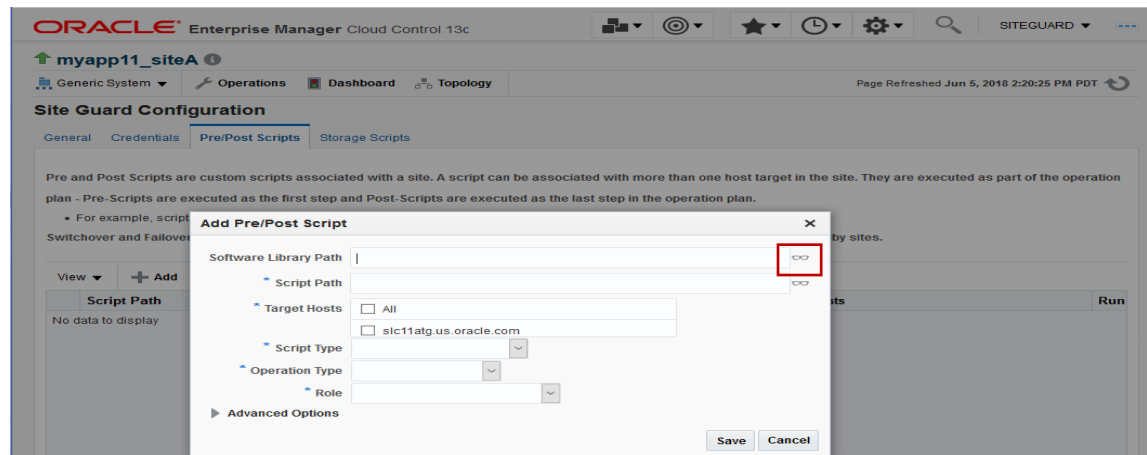 ORACLE Enterprise Manager Cloud Control 13c
SITEGUARD
myapp11_siteA
Generic System Operations Dashboard Topology Page Refreshed Jun 5, 2018 2:20:25 PM PDT
Site Guard Configuration
General Credentials Pre/Post Scripts Storage Scripts
Pre and Post Scripts are custom scripts associated with a site. A script can be associated with more than one host target in the site. They are executed as part of the operation
plan - Pre-Scripts are executed as the first step and Post-Scripts are executed as the last step in the operation plan.
• For example, script
Switchover and Failover by sites.
Add Pre/Post Script
Software Library Path
* Script Path
* Target Hosts All
slc11atg.us.oracle.com
* Script Type
* Operation Type
* Role
Advanced Options
Save Cancel
View Add
Script Path Run
No data to display